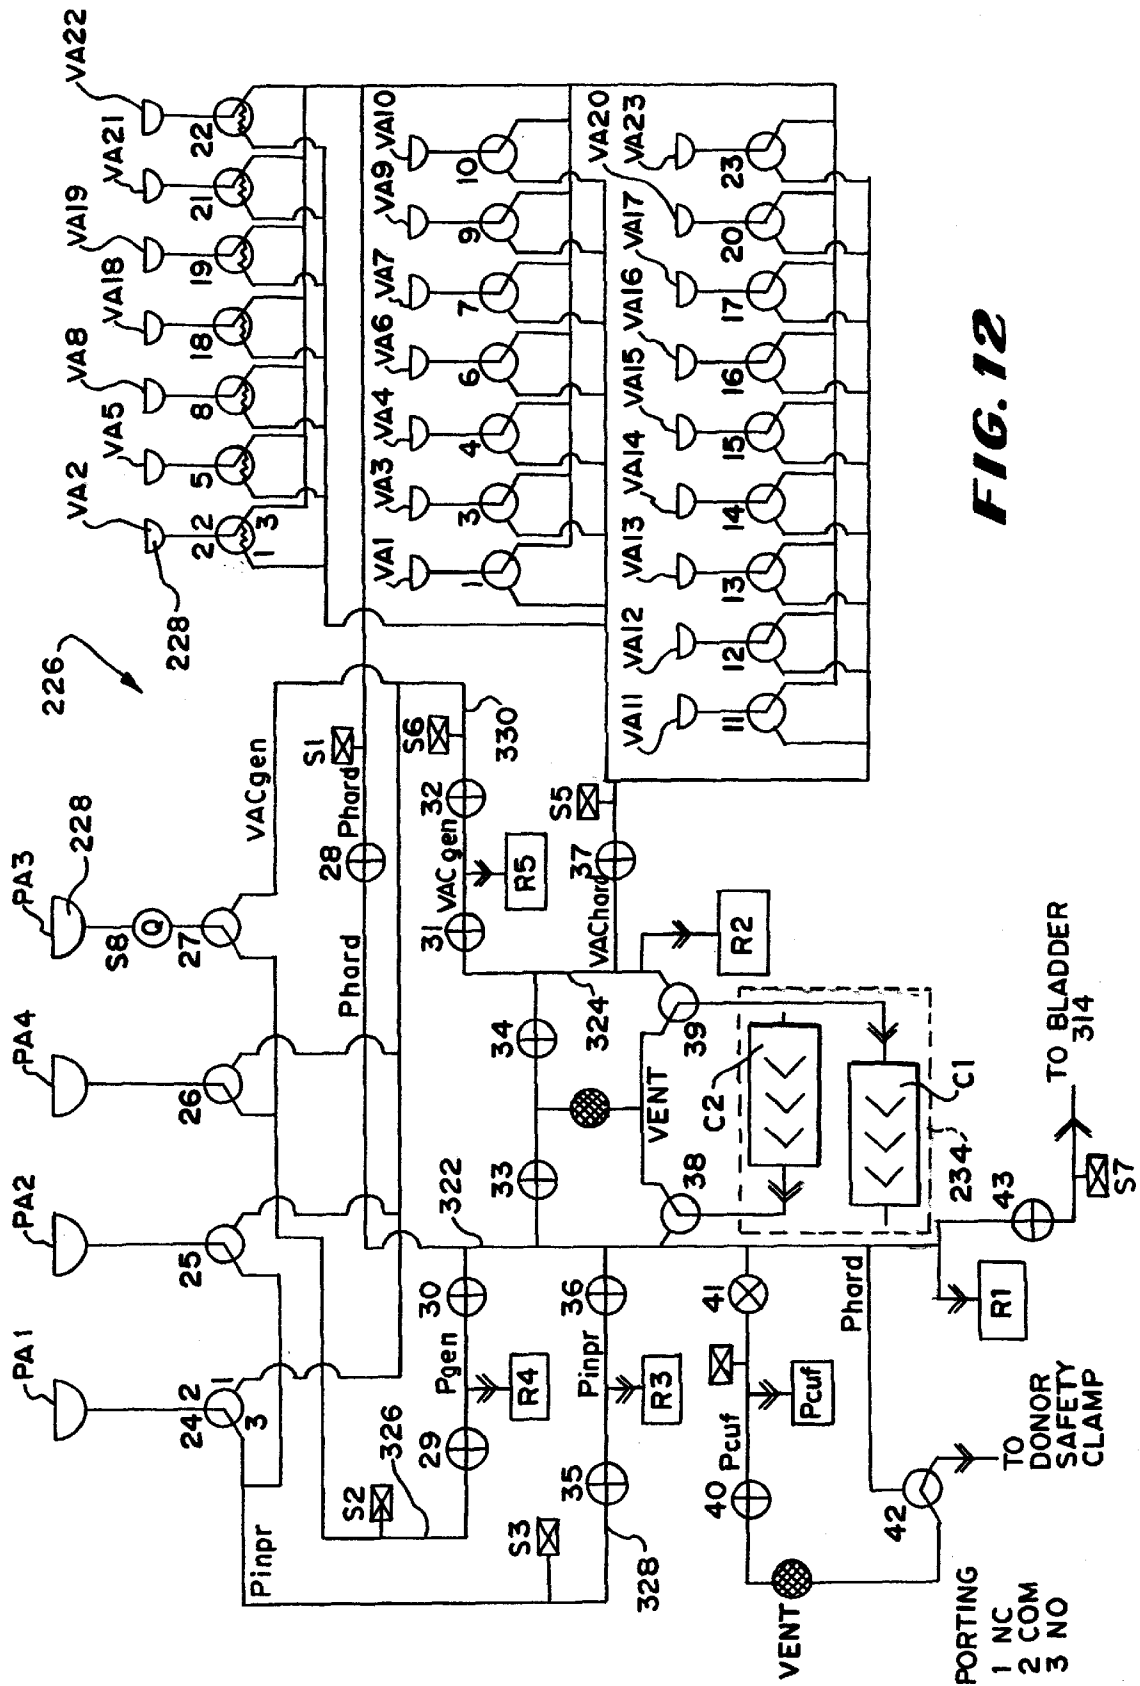 226
228
VA2
VA5
VA8
VA18
VA19
VA21
VA22
2
2
1
3
5
8
18
19
21
22
VA1
VA3
VA4
VA6
VA7
VA9
VA10
1
3
4
6
7
9
10
VA11
VA12
VA13
VA14
VA15
VA16
VA17
VA20
VA23
11
12
13
14
15
16
17
20
23
PA1
PA2
PA4
PA3
228
S8
Q
24
2
1
3
25
26
27
VACgen
Phard
28
Phard
S1
S6
330
32
VACgen
31
R5
S5
37
VAChard
324
R2
34
33
VENT
39
38
C2
C1
234
322
30
Pgen
R4
29
326
S2
Pinpr
36
Pinpr
R3
35
328
S3
41
Pcuf
Pcuf
40
VENT
Phard
42
TO
DONOR
SAFETY
CLAMP
R1
43
S7
TO BLADDER
314
PORTING
1 NC
2 COM
3 NO
FIG. 12